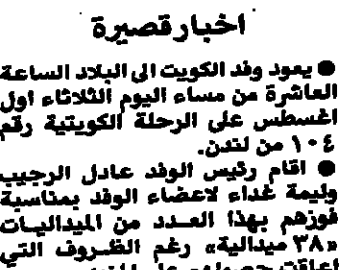 اخبار قصيرة
● يعود وفد الكويت الى البلاد الساعة
العاشرة من مساء اليوم الثلاثاء اول
اغسطس على الرحلة الكويتية رقم
١٠٤ من لندن.
● اقام رئيس الوفد عادل الرجيب
وليمة غداء لاعضاء الوفد بمناسبة
فوزهم بهذا العدد من الميداليات
«٣٨ ميدالية» رغم الظروف التي